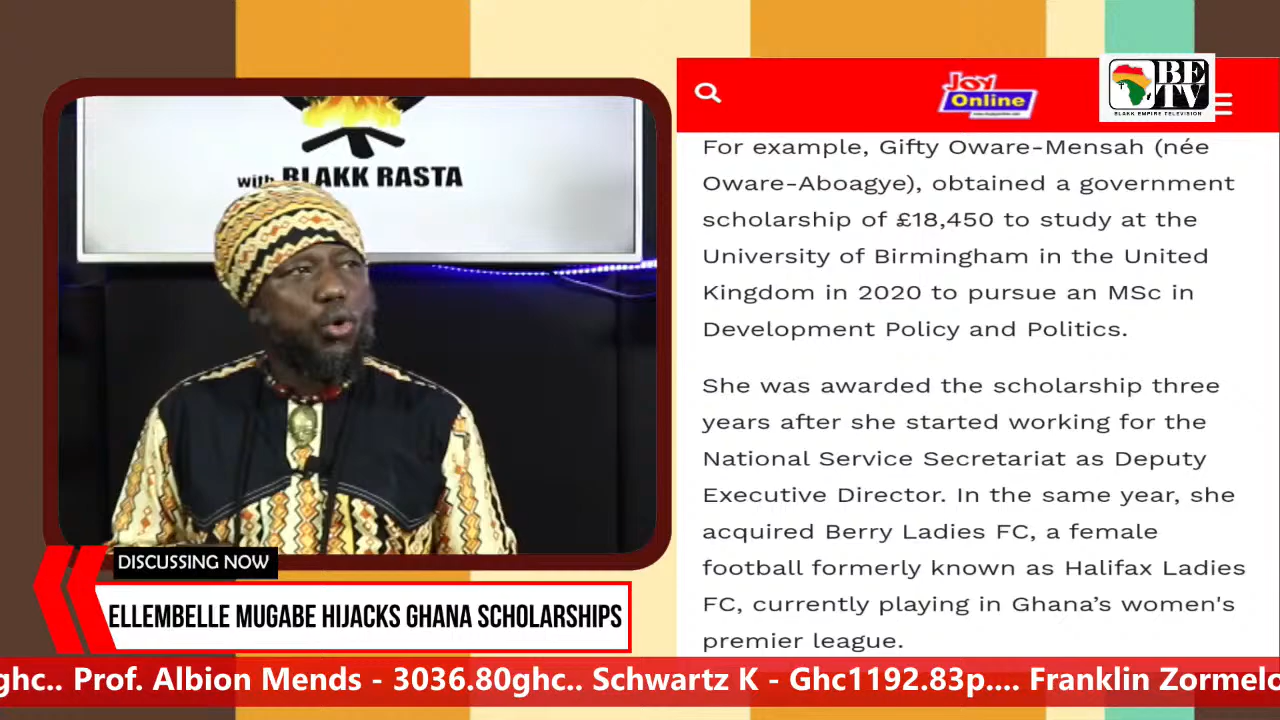 with BLAKK RASTA
DISCUSSING NOW
ELLEMBELLE MUGABE HIJACKS GHANA SCHOLARSHIPS
Joy
Online
BE
TV
BLAKK EMPIRE TELEVISION
For example, Gifty Oware-Mensah (née
Oware-Aboagye), obtained a government
scholarship of £18,450 to study at the
University of Birmingham in the United
Kingdom in 2020 to pursue an MSc in
Development Policy and Politics.
She was awarded the scholarship three
years after she started working for the
National Service Secretariat as Deputy
Executive Director. In the same year, she
acquired Berry Ladies FC, a female
football formerly known as Halifax Ladies
FC, currently playing in Ghana’s women's
premier league.
ghc.. Prof. Albion Mends - 3036.80ghc.. Schwartz K - Ghc1192.83p.... Franklin Zormelo